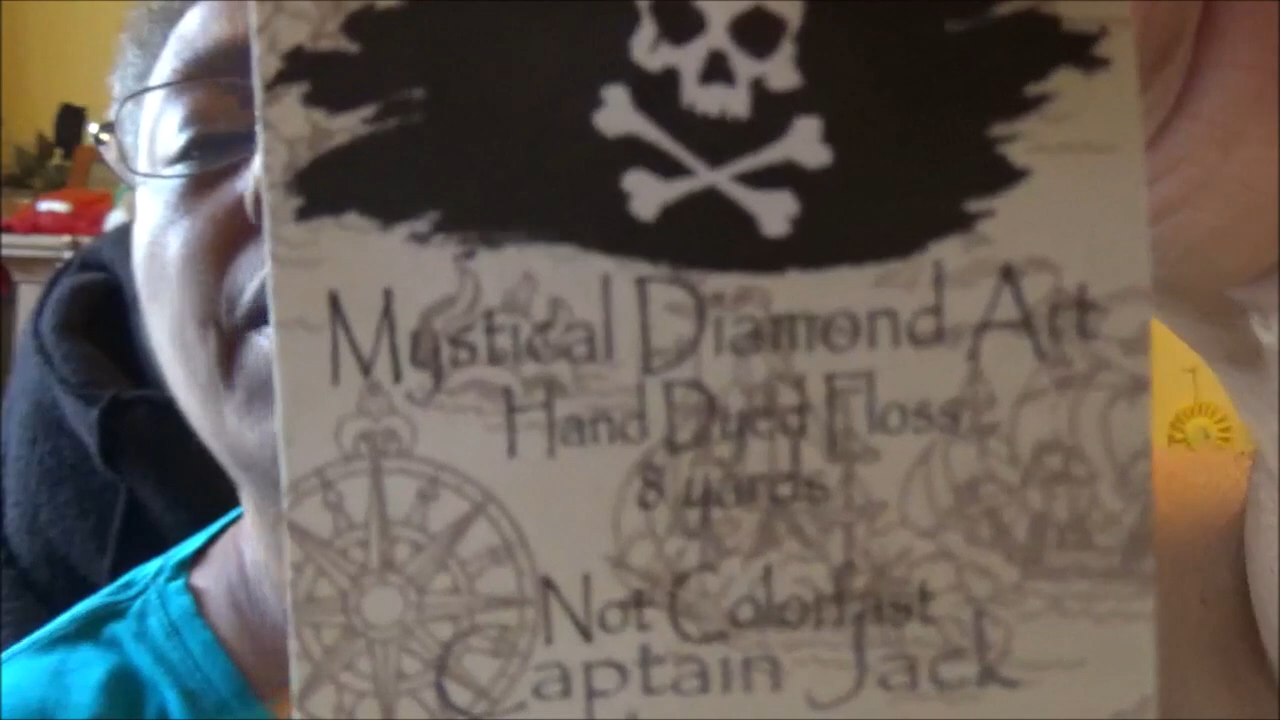 Mystical Diamond Art
Hand Dyed Floss
8 yards
Not Colorfast
Captain Jack